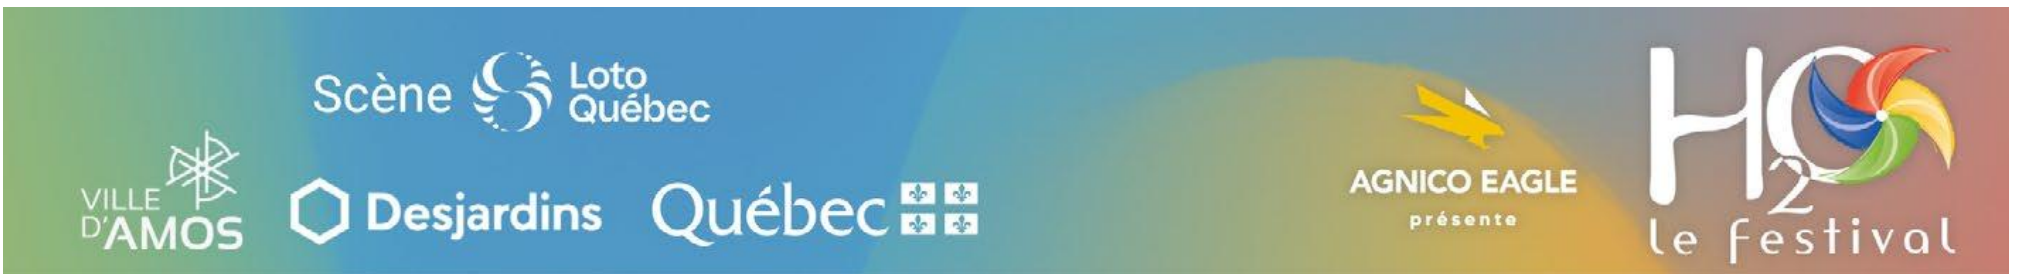 Scène Loto
Québec
VILLE
D'AMOS
Desjardins
Québec
AGNICO EAGLE
présente
H2O
le festival